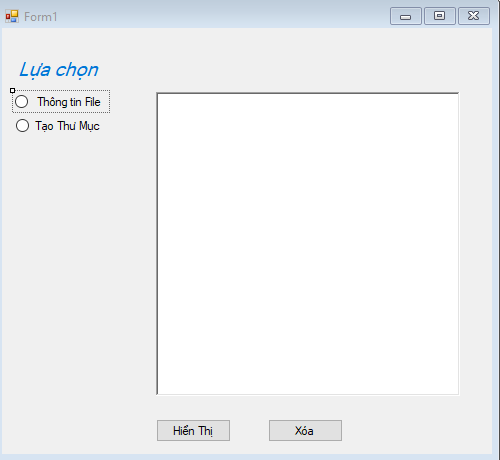 Form1
Lựa chọn
Thông tin File
Tạo Thư Mục
Hiển Thị
Xóa